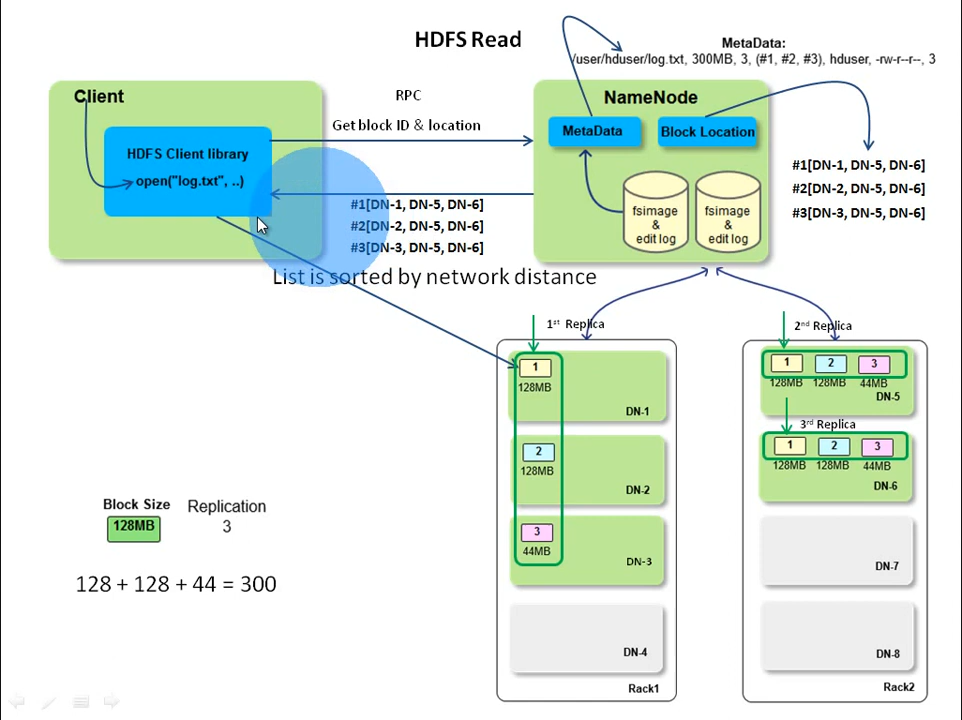 HDFS Read
MetaData:
/user/hduser/log.txt, 300MB, 3, (#1, #2, #3), hduser, -rw-r--r--, 3
Client
RPC
Get block ID & location
HDFS Client library
open("log.txt", ..)
NameNode
MetaData
Block Location
fsimage
&
edit log
fsimage
&
edit log
#1[DN-1, DN-5, DN-6]
#2[DN-2, DN-5, DN-6]
#3[DN-3, DN-5, DN-6]
#1[DN-1, DN-5, DN-6]
#2[DN-2, DN-5, DN-6]
#3[DN-3, DN-5, DN-6]
List is sorted by network distance
1st Replica
1
128MB
DN-1
2
128MB
DN-2
3
44MB
DN-3
DN-4
Rack1
2nd Replica
1 2 3
128MB 128MB 44MB
DN-5
3rd Replica
1 2 3
128MB 128MB 44MB
DN-6
DN-7
DN-8
Rack2
Block Size
128MB
Replication
3
128 + 128 + 44 = 300